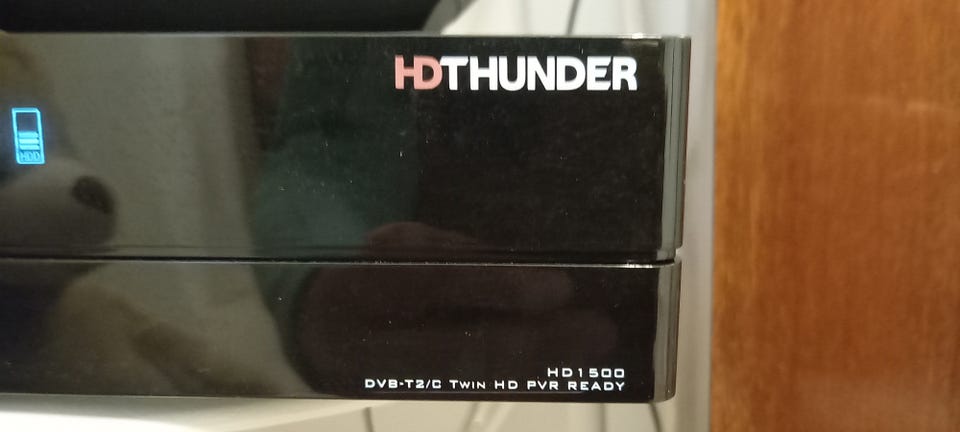 HDTHUNDER
HDD
HD1500
DVB-T2/C TWIN HD PVR READY